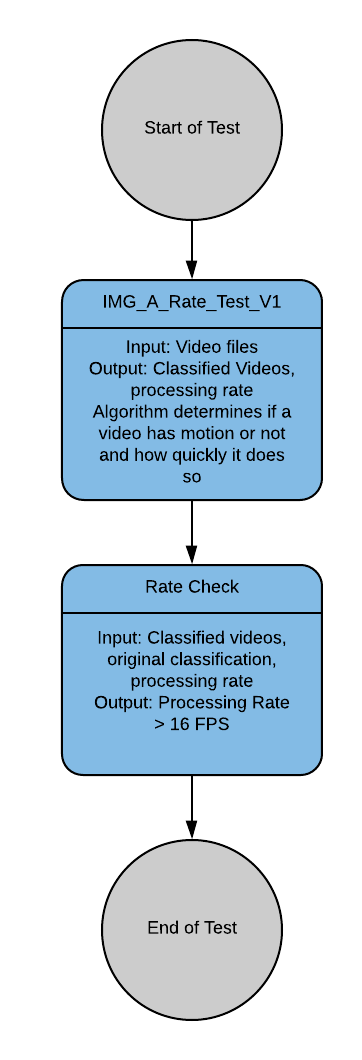 Start of Test
IMG_A_Rate_Test_V1
Input: Video files
Output: Classified Videos,
processing rate
Algorithm determines if a
video has motion or not
and how quickly it does
so
Rate Check
Input: Classified videos,
original classification,
processing rate
Output: Processing Rate
> 16 FPS
End of Test